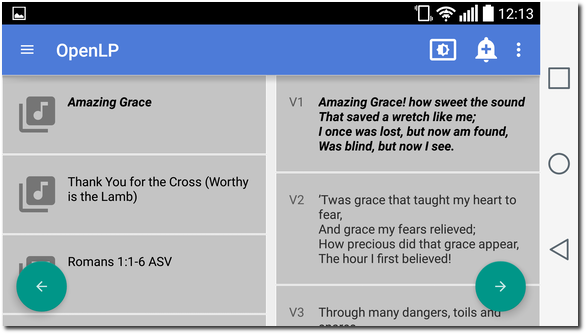 12:13
OpenLP
Amazing Grace
Thank You for the Cross (Worthy
is the Lamb)
Romans 1:1-6 ASV
V1
Amazing Grace! how sweet the sound
That saved a wretch like me;
I once was lost, but now am found,
Was blind, but now I see.
V2
'Twas grace that taught my heart to
fear,
And grace my fears relieved;
How precious did that grace appear,
The hour I first believed!
V3
Through many dangers, toils and